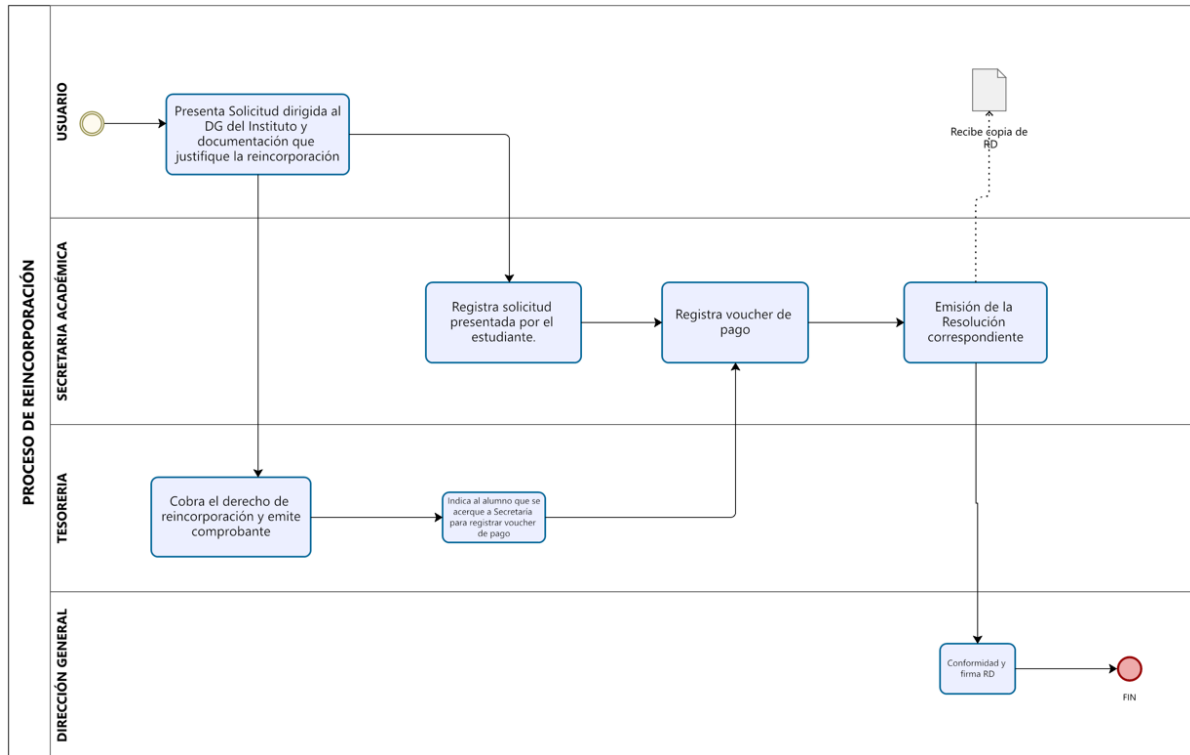 PROCESO DE REINCORPORACIÓN
USUARIO
Presenta Solicitud dirigida al
DG del Instituto y
documentación que
justifique la reincorporación
Recibe copia de
RD
SECRETARIA ACADÉMICA
Registra solicitud
presentada por el
estudiante.
Registra voucher de
pago
Emisión de la
Resolución
correspondiente
TESORERIA
Cobra el derecho de
reincorporación y emite
comprobante
Indica al alumno que se
acerque a Secretaría
para registrar voucher
de pago
DIRECCIÓN GENERAL
Conformidad y
firma RD
FIN